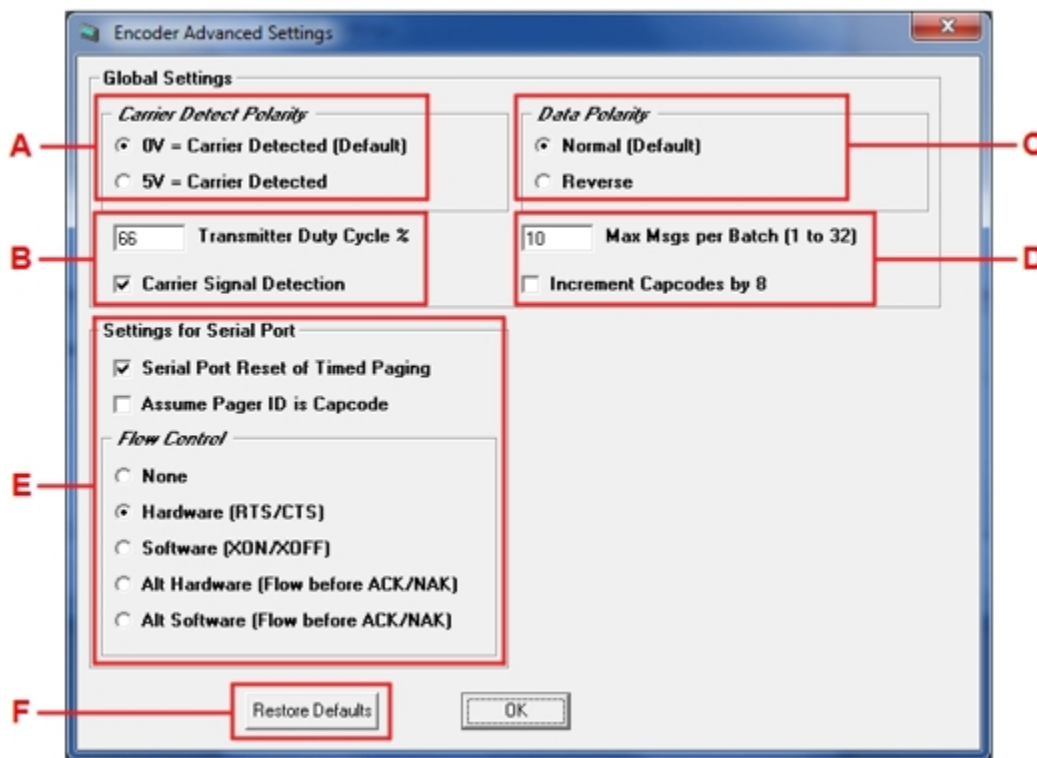 Encoder Advanced Settings
Global Settings
A
Carrier Detect Polarity
0V = Carrier Detected (Default)
5V = Carrier Detected
Data Polarity
Normal (Default)
Reverse
C
B
66 Transmitter Duty Cycle %
Carrier Signal Detection
10 Max Msgs per Batch (1 to 32)
Increment Capcodes by 8
D
Settings for Serial Port
Serial Port Reset of Timed Paging
Assume Pager ID is Capcode
Flow Control
E
None
Hardware (RTS/CTS)
Software (XON/XOFF)
Alt Hardware (Flow before ACK/NAK)
Alt Software (Flow before ACK/NAK)
F
Restore Defaults
OK